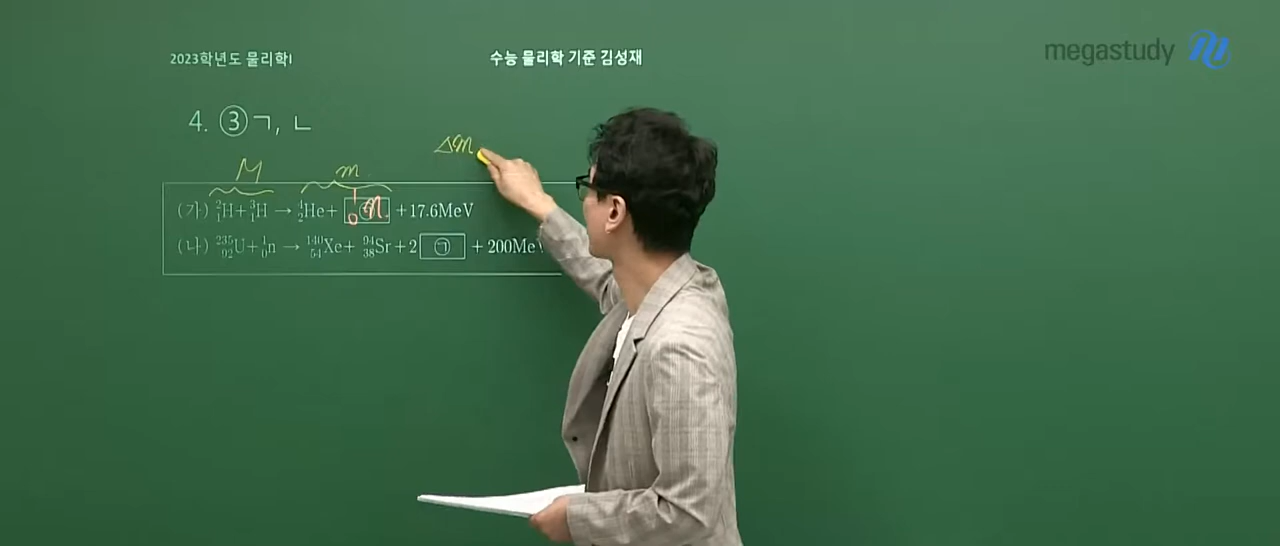 2023학년도 물리학Ⅰ
수능 물리학 기준 김성재
megastudy
4. ③ ㄱ, ㄴ
Δm
M m
(가) ²₁H+³₁H → ⁴₂He+ ㉠ ¹₀n +17.6MeV
(나) ²³⁵₉₂U+¹₀n → ¹⁴⁰₅₄Xe+ ⁹⁴₃₈Sr+2 ㉠ +200Me